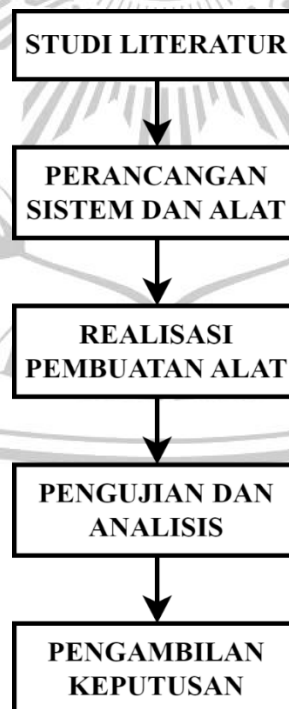 STUDI LITERATUR
PERANCANGAN
SISTEM DAN ALAT
REALISASI
PEMBUATAN ALAT
PENGUJIAN DAN
ANALISIS
PENGAMBILAN
KEPUTUSAN